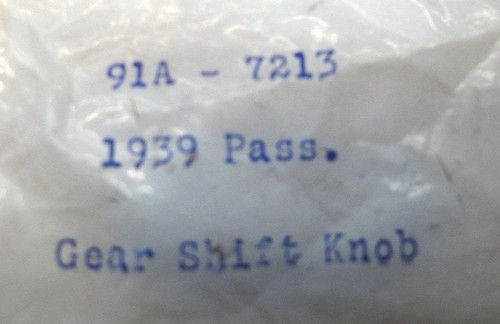 91A - 7213
1939 Pass.
Gear Shift Knob